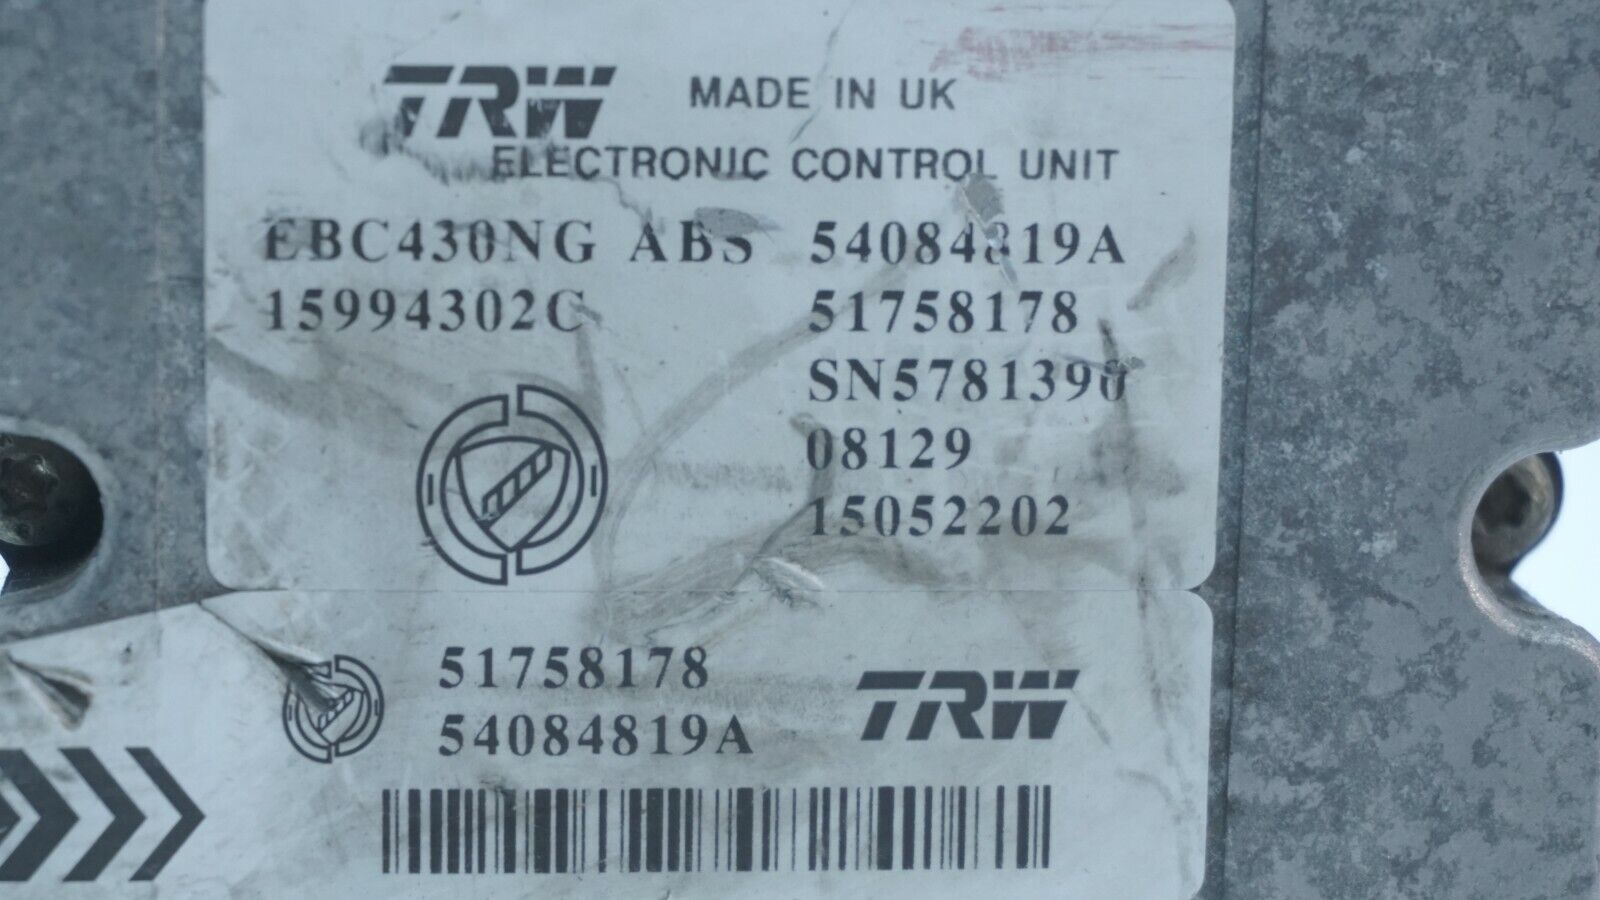 TRW MADE IN UK
ELECTRONIC CONTROL UNIT
EBC430NG ABS 54084819A
15994302C 51758178
SN5781390
08129
15052202
51758178
54084819A TRW